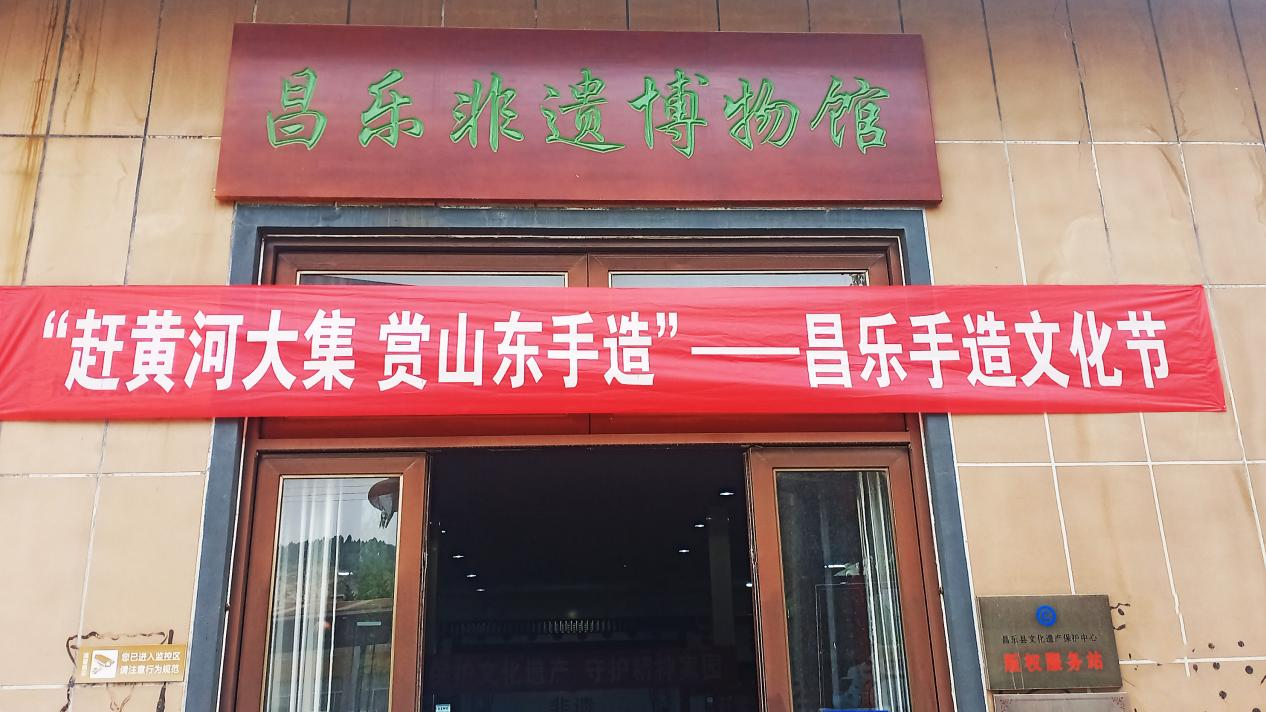 昌乐非遗博物馆
“赶黄河大集 赏山东手造”——昌乐手造文化节
您已进入监控区
请注意行为规范
昌乐县文化遗产保护中心
版权服务站